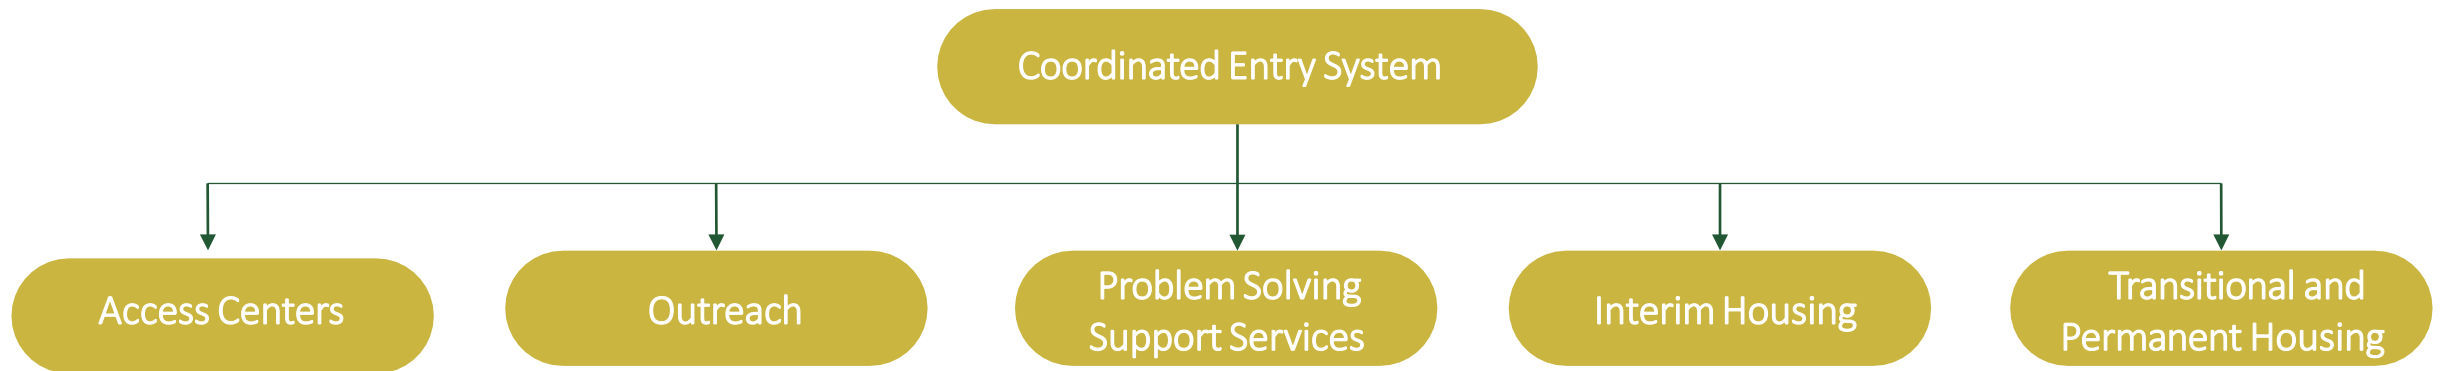 Coordinated Entry System
Access Centers
Outreach
Problem Solving
Support Services
Interim Housing
Transitional and
Permanent Housing